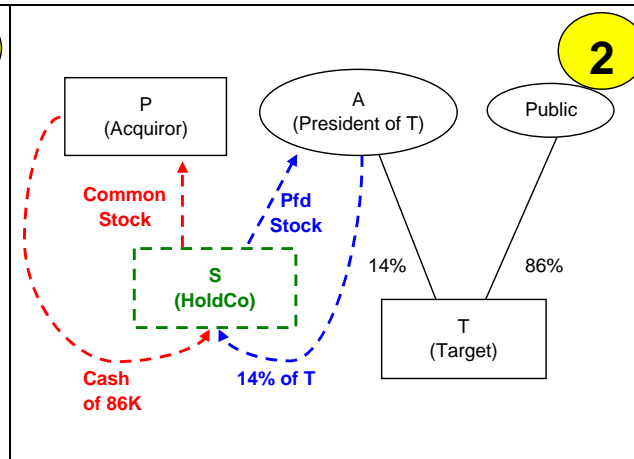 2
P
(Acquiror)
A
(President of T)
Public
Common
Stock
Pfd
Stock
S
(HoldCo)
14%
86%
T
(Target)
Cash
of 86K
14% of T